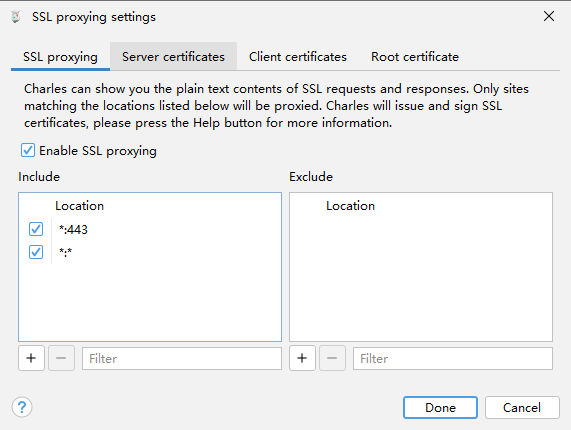 SSL proxying settings
SSL proxying Server certificates Client certificates Root certificate
Charles can show you the plain text contents of SSL requests and responses. Only sites
matching the locations listed below will be proxied. Charles will issue and sign SSL
certificates, please press the Help button for more information.
Enable SSL proxying
Include Exclude
Location Location
*:443
*:*
+ − Filter + − Filter
? Done Cancel